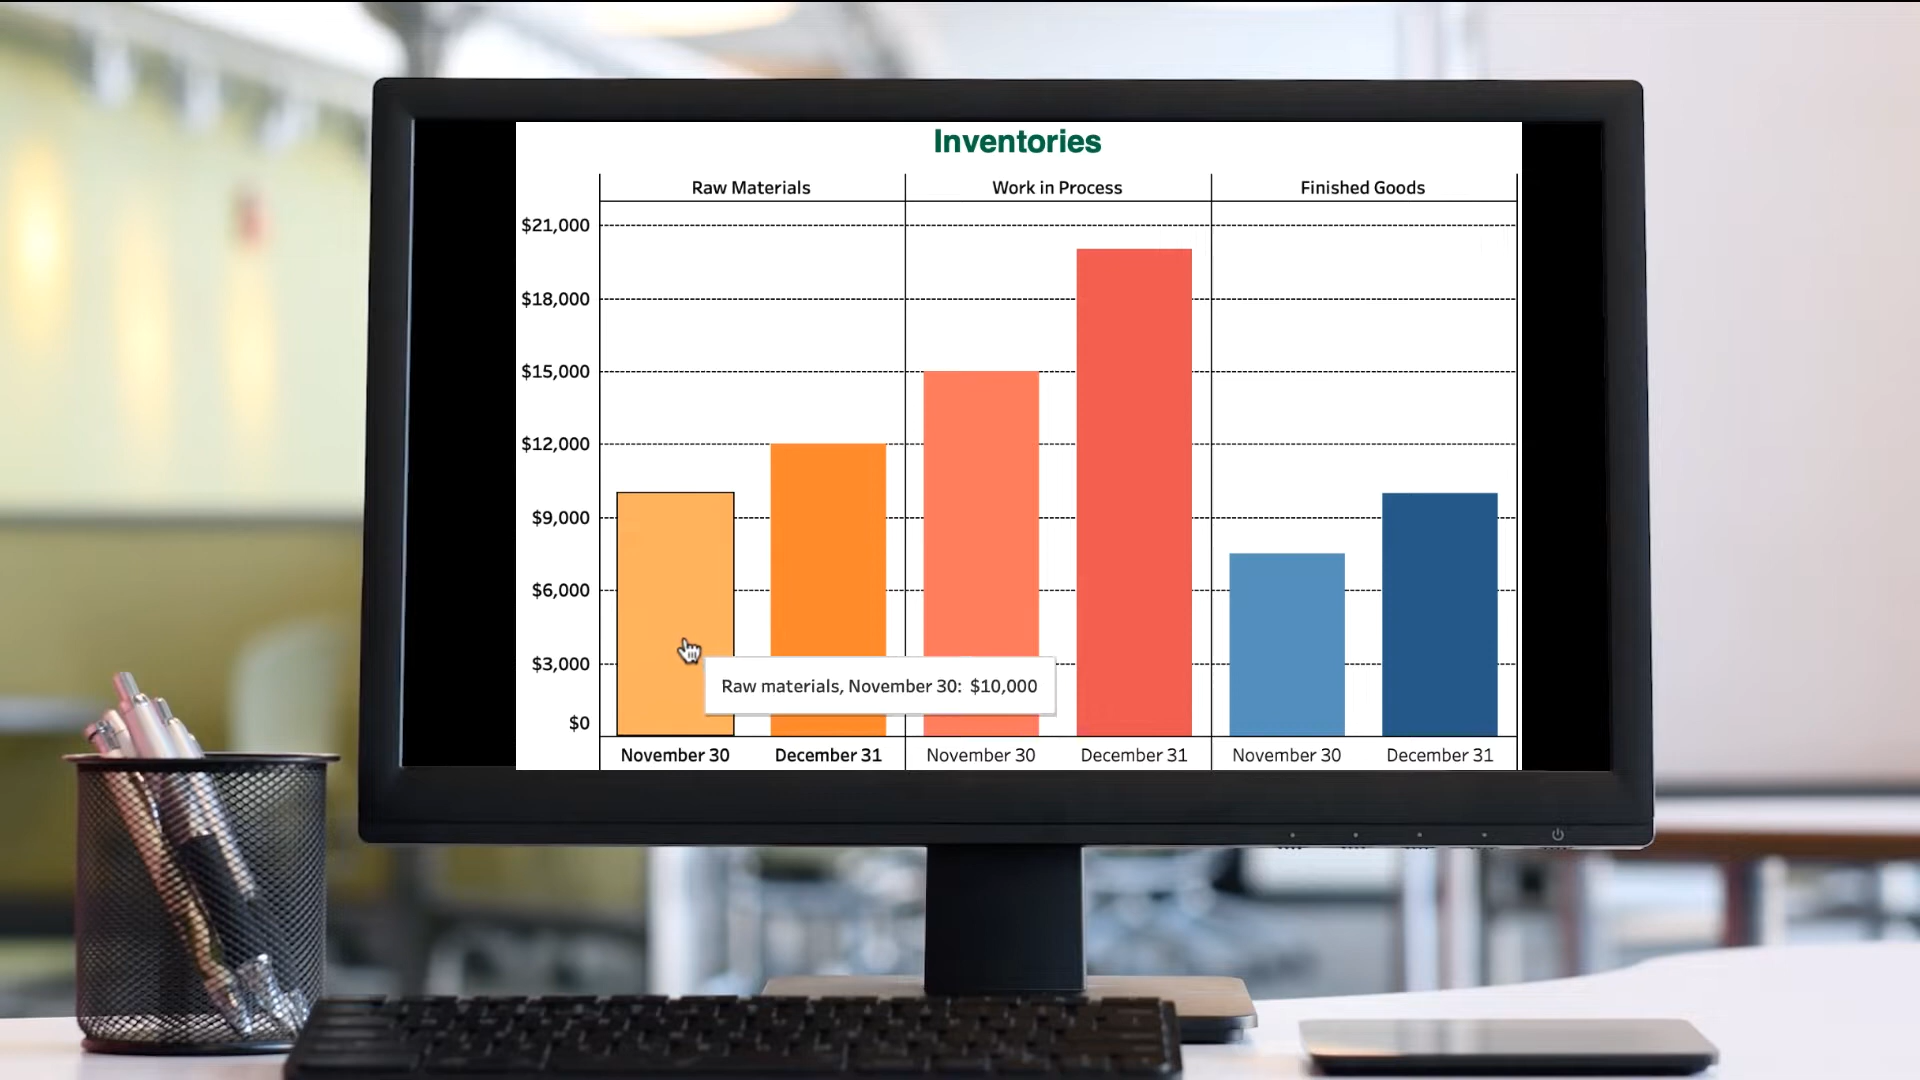 Inventories
Raw Materials
Work in Process
Finished Goods
$21,000
$18,000
$15,000
$12,000
$9,000
$6,000
$3,000
$0
Raw materials, November 30: $10,000
November 30
December 31
November 30
December 31
November 30
December 31